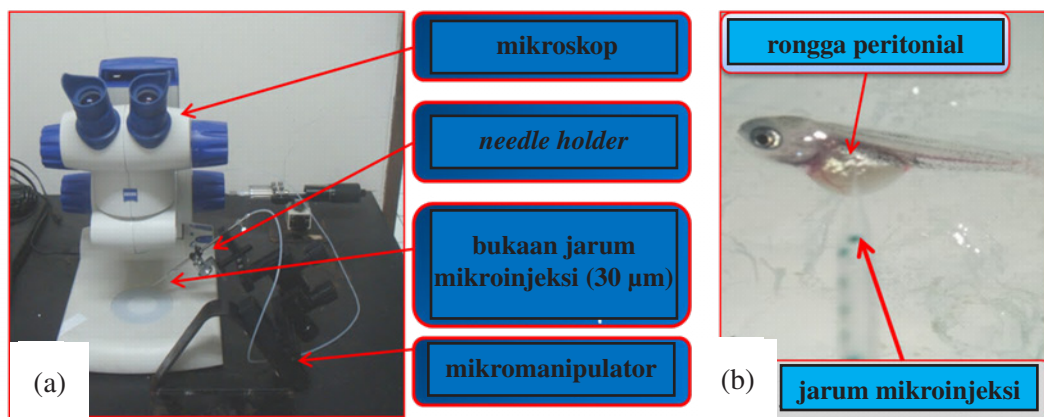 mikroskop
needle holder
bukaan jarum
mikroinjeksi (30 µm)
mikromanipulator
(a)
rongga peritonial
jarum mikroinjeksi
(b)